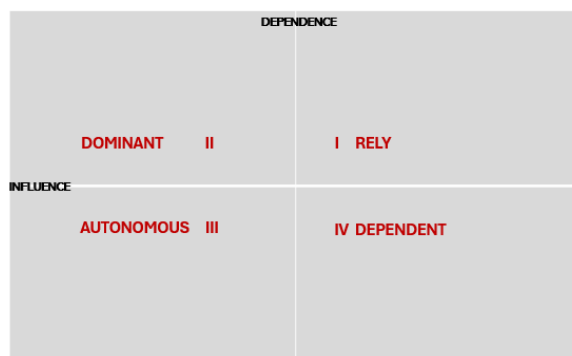 DEPENDENCE
DOMINANT II I RELY
INFLUENCE
AUTONOMOUS III IV DEPENDENT